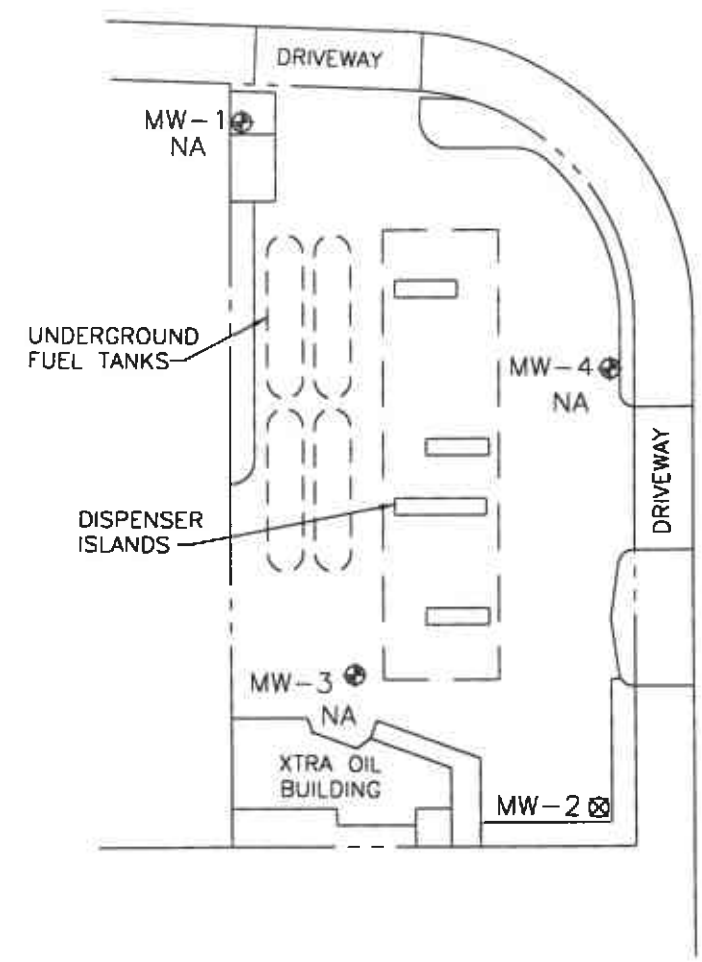 DRIVEWAY
MW-1
NA
UNDERGROUND
FUEL TANKS
MW-4
NA
DRIVEWAY
DISPENSER
ISLANDS
MW-3
NA
XTRA OIL
BUILDING
MW-2